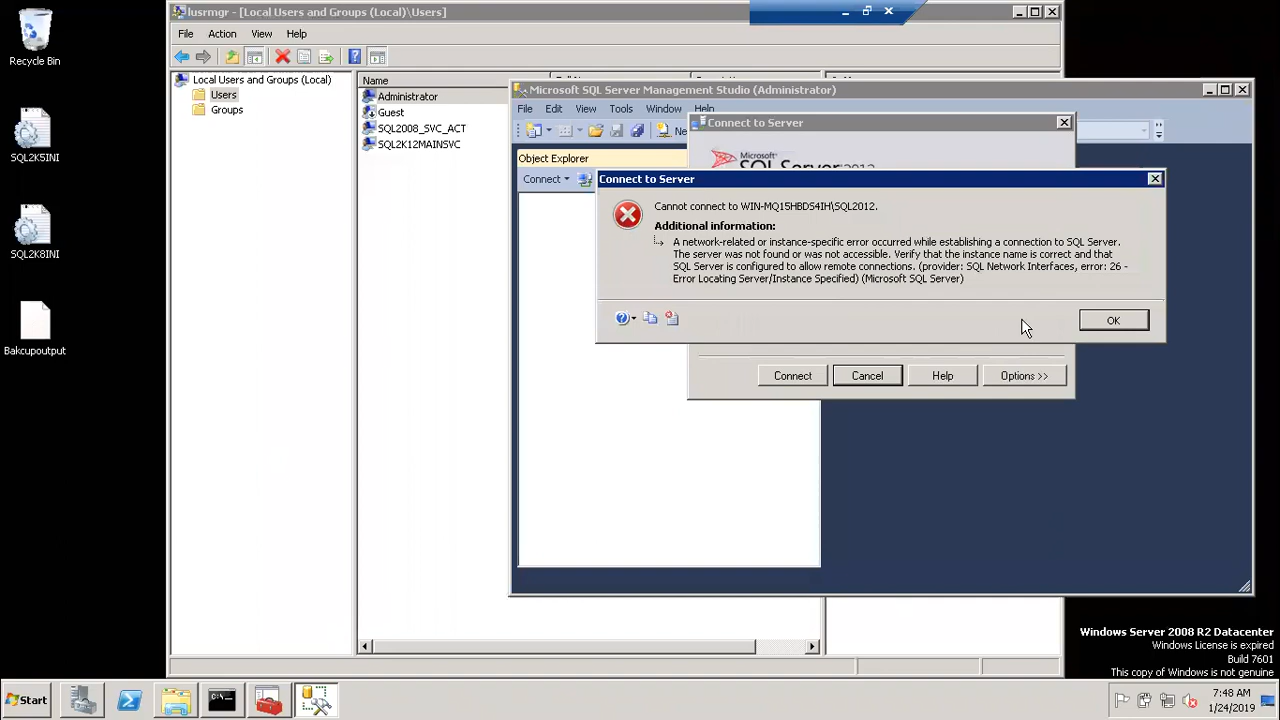 Recycle Bin
SQL2K5INI
SQL2K8INI
Bakcupoutput
lusrmgr - [Local Users and Groups (Local)\Users]
File Action View Help
Local Users and Groups (Local)
Users
Groups
Name
Administrator
Guest
SQL2008_SVC_ACT
SQL2K12MAINSVC
Microsoft SQL Server Management Studio (Administrator)
File Edit View Tools Window Help
Ne
Object Explorer
Connect
Connect to Server
Microsoft
SQL Server 2012
Connect to Server
Cannot connect to WIN-MQ15HBDS4IH\SQL2012.
Additional information:
A network-related or instance-specific error occurred while establishing a connection to SQL Server.
The server was not found or was not accessible. Verify that the instance name is correct and that
SQL Server is configured to allow remote connections. (provider: SQL Network Interfaces, error: 26 -
Error Locating Server/Instance Specified) (Microsoft SQL Server)
OK
Connect Cancel Help Options >>
Windows Server 2008 R2 Datacenter
Windows License is expired
Build 7601
This copy of Windows is not genuine
Start
7:48 AM
1/24/2019